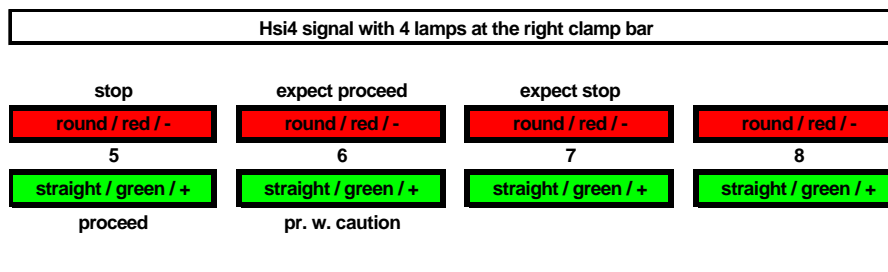 Hsi4 signal with 4 lamps at the right clamp bar
stop expect proceed expect stop
round / red / - round / red / - round / red / - round / red / -
5 6 7 8
straight / green / + straight / green / + straight / green / + straight / green / +
proceed pr. w. caution